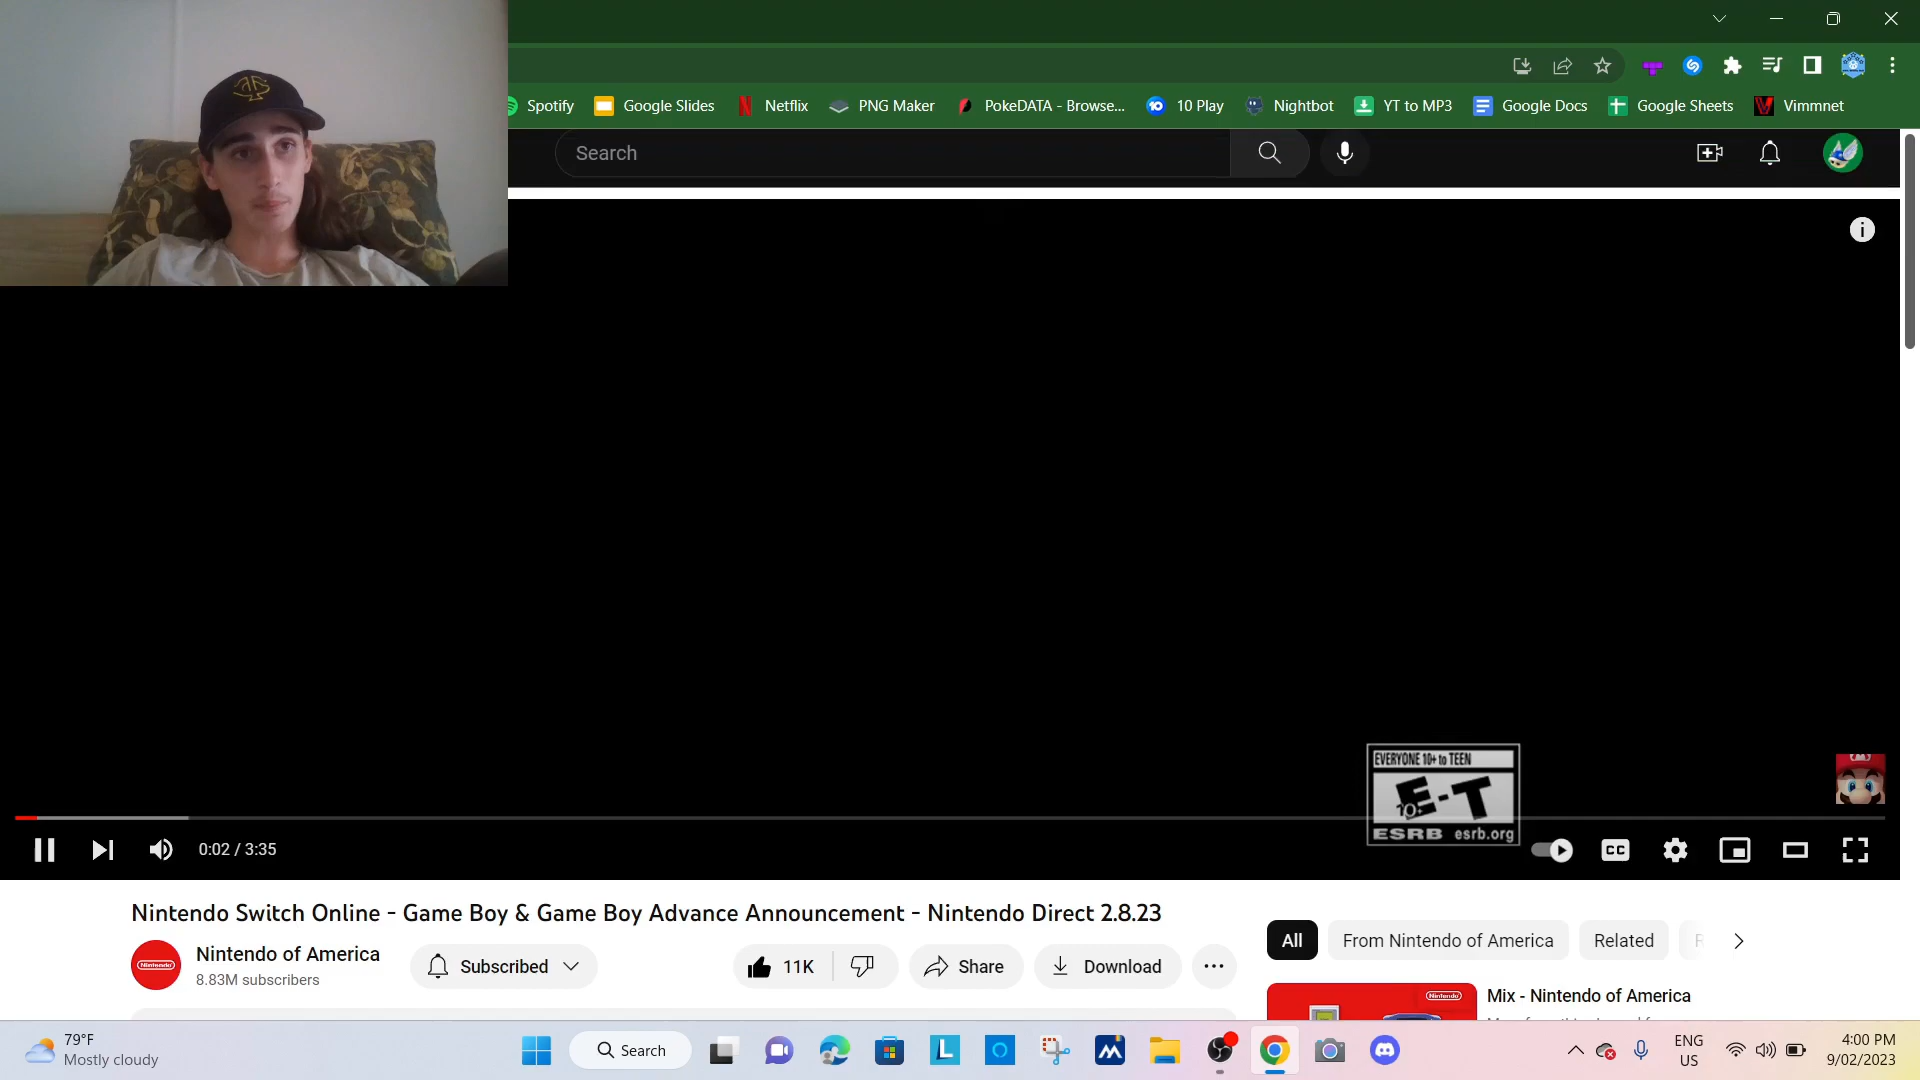 Spotify Google Slides Netflix PNG Maker PokeDATA - Browse... 10 Play Nightbot YT to MP3 Google Docs Google Sheets Vimmnet
Search
EVERYONE 10+ to TEEN
E-T
10+
ESRB esrb.org
0:02 / 3:35
CC
Nintendo Switch Online - Game Boy & Game Boy Advance Announcement - Nintendo Direct 2.8.23
Nintendo
Nintendo of America
8.83M subscribers
Subscribed
11K
Share
Download
All
From Nintendo of America
Related
Nintendo
Mix - Nintendo of America
79°F
Mostly cloudy
Search
ENG
US
4:00 PM
9/02/2023